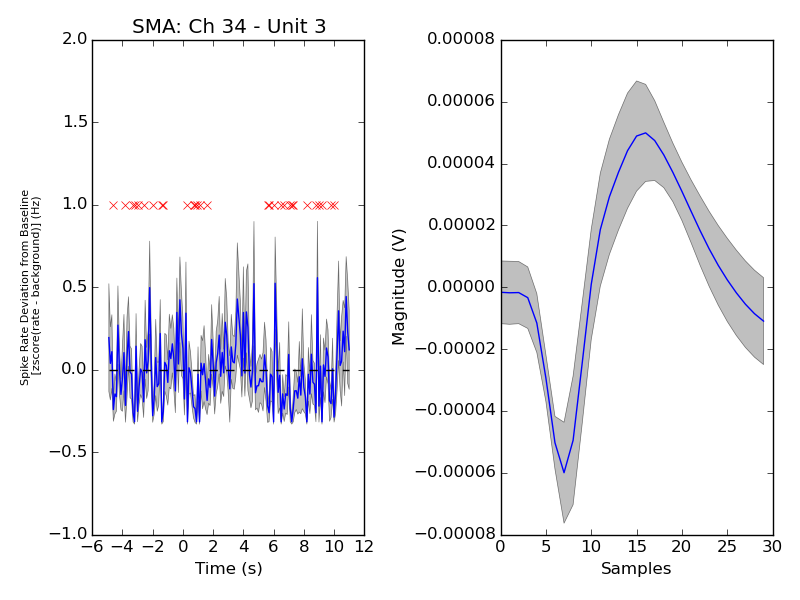 SMA: Ch 34 - Unit 3
2.0
1.5
1.0
0.5
0.0
−0.5
−1.0
Spike Rate Deviation from Baseline
[zscore(rate - background)] (Hz)
−6 −4 −2 0 2 4 6 8 10 12
Time (s)
0.00008
0.00006
0.00004
0.00002
0.00000
−0.00002
−0.00004
−0.00006
−0.00008
Magnitude (V)
0 5 10 15 20 25 30
Samples